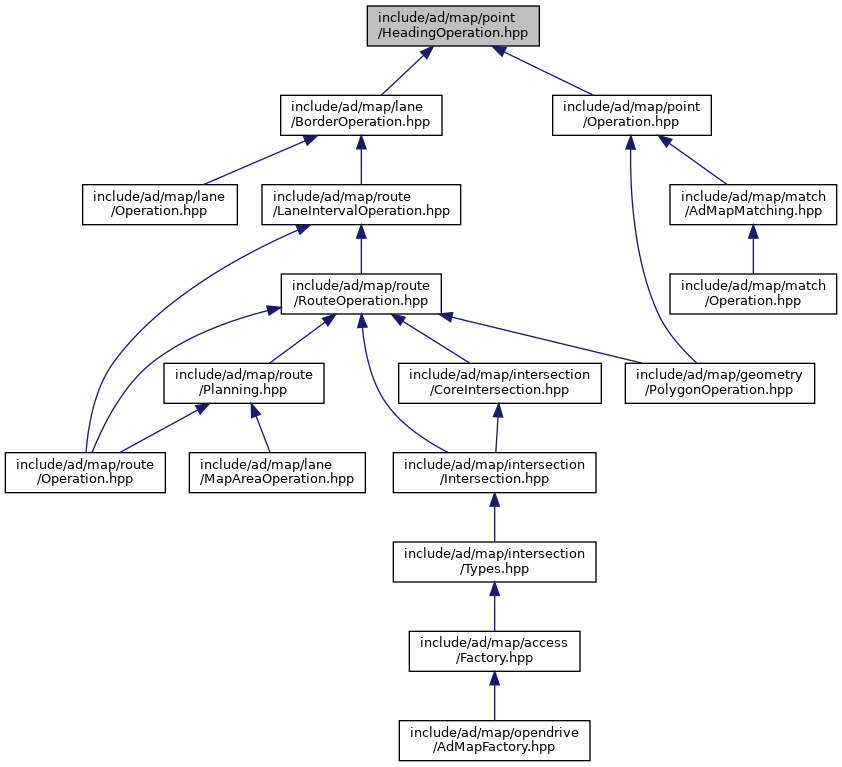 include/ad/map/point
/HeadingOperation.hpp
include/ad/map/lane
/BorderOperation.hpp
include/ad/map/point
/Operation.hpp
include/ad/map/lane
/Operation.hpp
include/ad/map/route
/LaneIntervalOperation.hpp
include/ad/map/match
/AdMapMatching.hpp
include/ad/map/route
/RouteOperation.hpp
include/ad/map/match
/Operation.hpp
include/ad/map/route
/Planning.hpp
include/ad/map/intersection
/CoreIntersection.hpp
include/ad/map/geometry
/PolygonOperation.hpp
include/ad/map/route
/Operation.hpp
include/ad/map/lane
/MapAreaOperation.hpp
include/ad/map/intersection
/Intersection.hpp
include/ad/map/intersection
/Types.hpp
include/ad/map/access
/Factory.hpp
include/ad/map/opendrive
/AdMapFactory.hpp